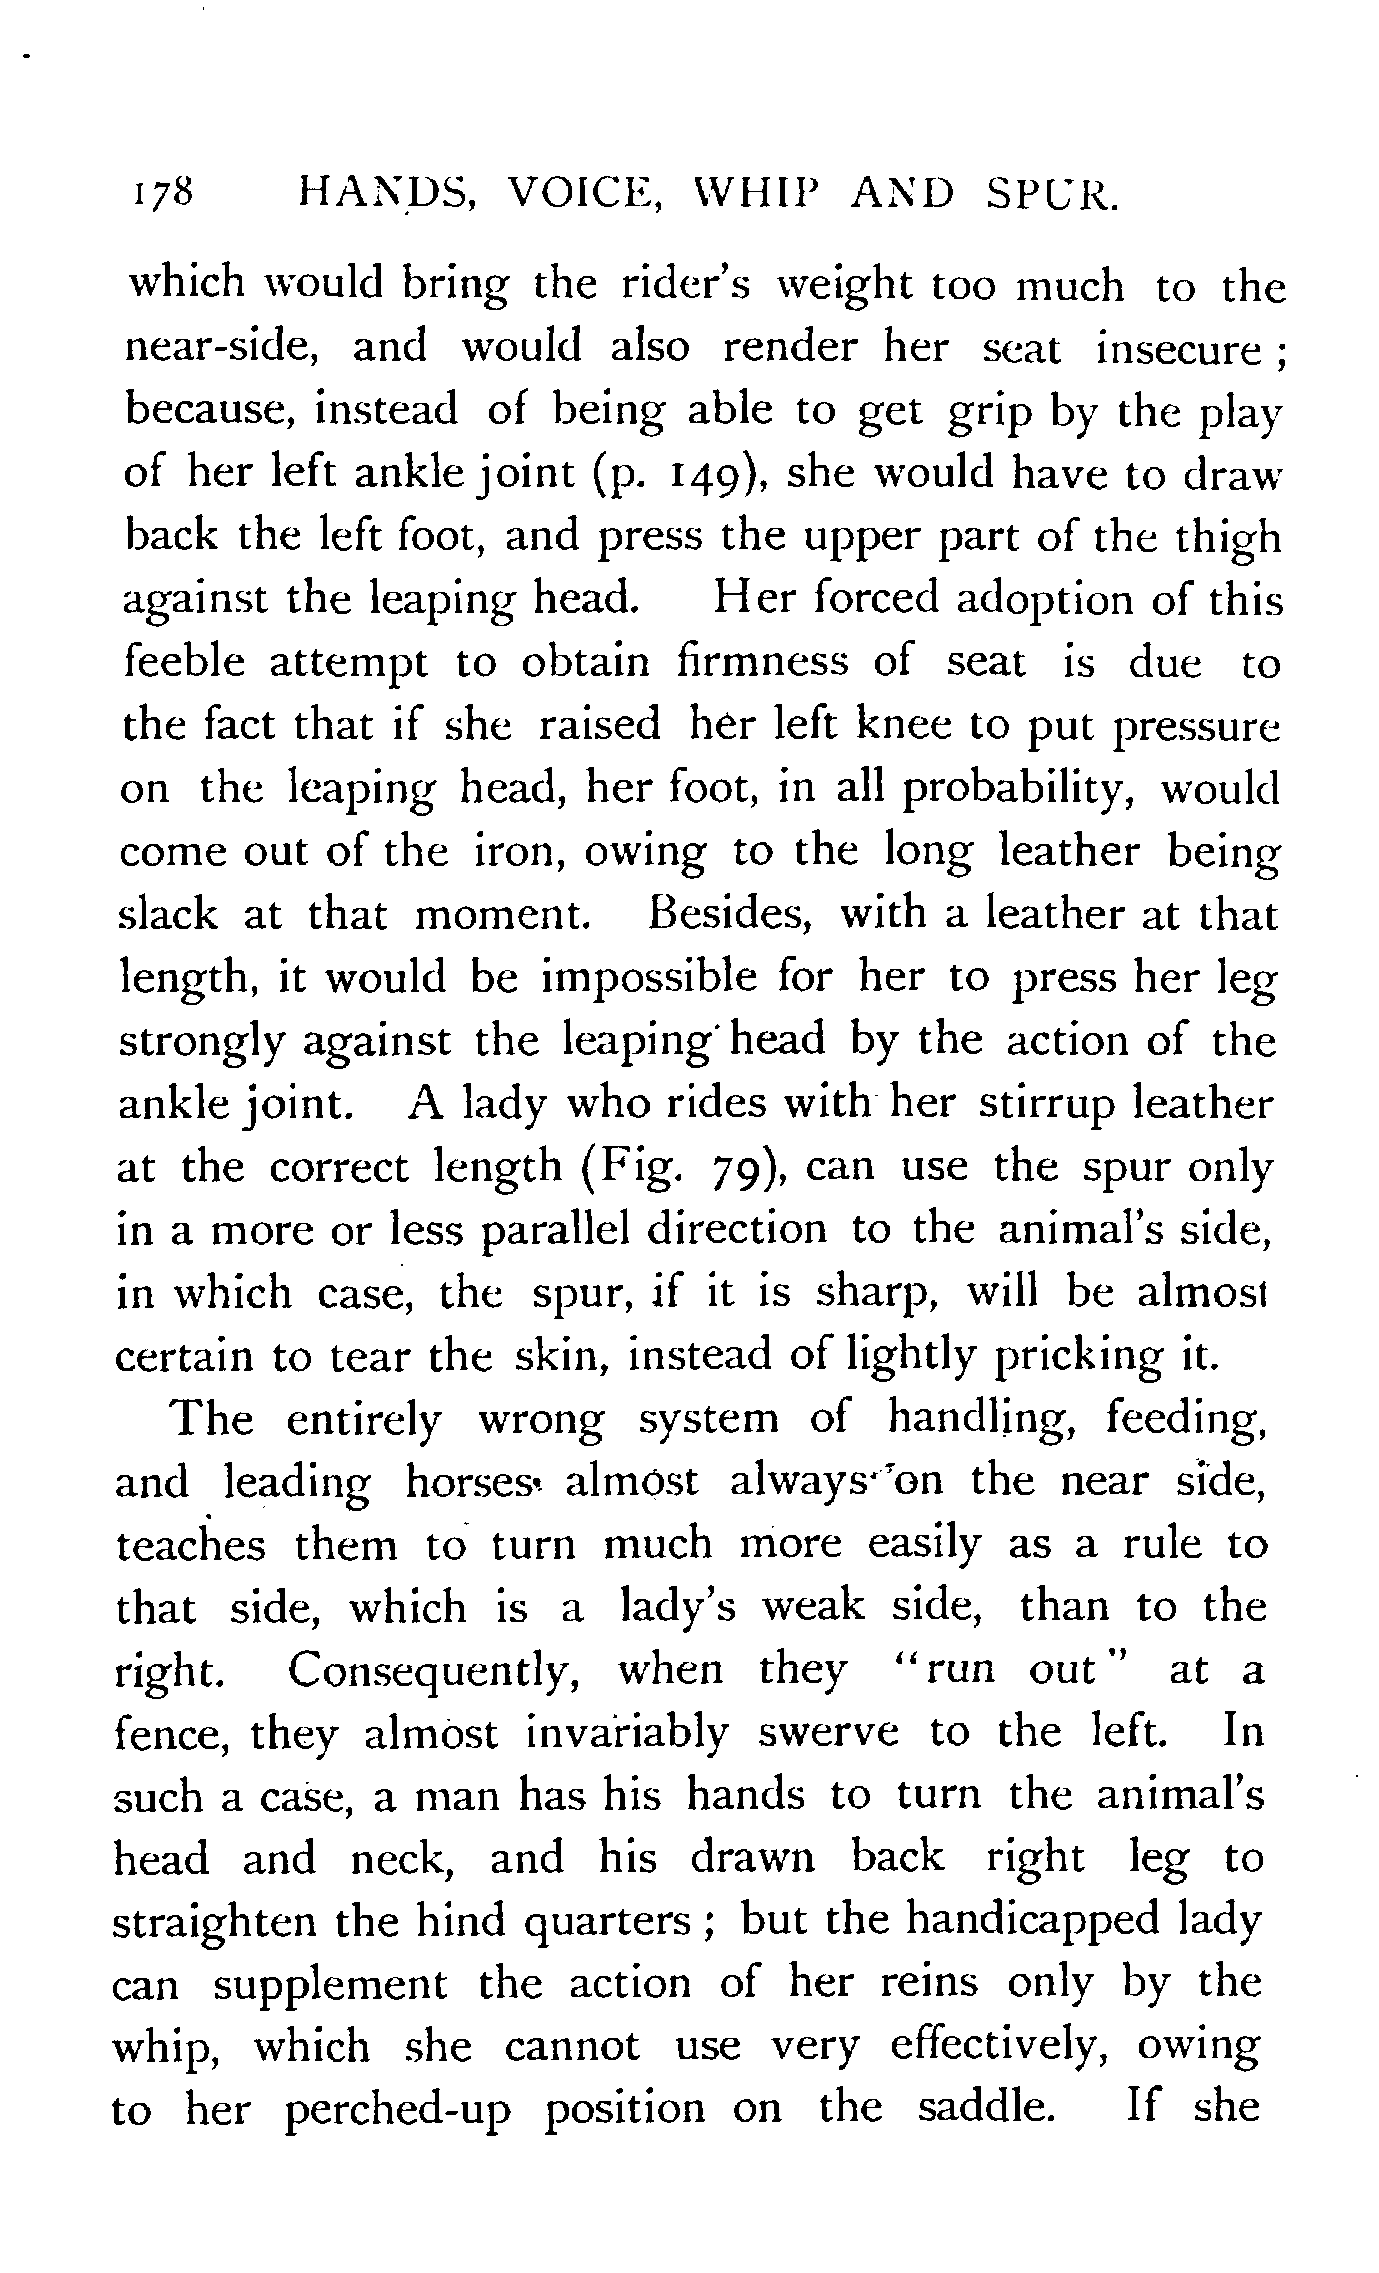 178 HANDS, VOICE, WHIP AND SPUR.
which would bring the rider's weight too much to the
near-side, and would also render her seat insecure ;
because, instead of being able to get grip by the play
of her left ankle joint (p. 149), she would have to draw
back the left foot, and press the upper part of the thigh
against the leaping head. Her forced adoption of this
feeble attempt to obtain firmness of seat is due to
the fact that if she raised her left knee to put pressure
on the leaping head, her foot, in all probability, would
come out of the iron, owing to the long leather being
slack at that moment. Besides, with a leather at that
length, it would be impossible for her to press her leg
strongly against the leaping head by the action of the
ankle joint. A lady who rides with her stirrup leather
at the correct length (Fig. 79), can use the spur only
in a more or less parallel direction to the animal's side,
in which case, the spur, if it is sharp, will be almost
certain to tear the skin, instead of lightly pricking it.
The entirely wrong system of handling, feeding,
and leading horses almost always on the near side,
teaches them to turn much more easily as a rule to
that side, which is a lady's weak side, than to the
right. Consequently, when they "run out" at a
fence, they almost invariably swerve to the left. In
such a case, a man has his hands to turn the animal's
head and neck, and his drawn back right leg to
straighten the hind quarters ; but the handicapped lady
can supplement the action of her reins only by the
whip, which she cannot use very effectively, owing
to her perched-up position on the saddle. If she